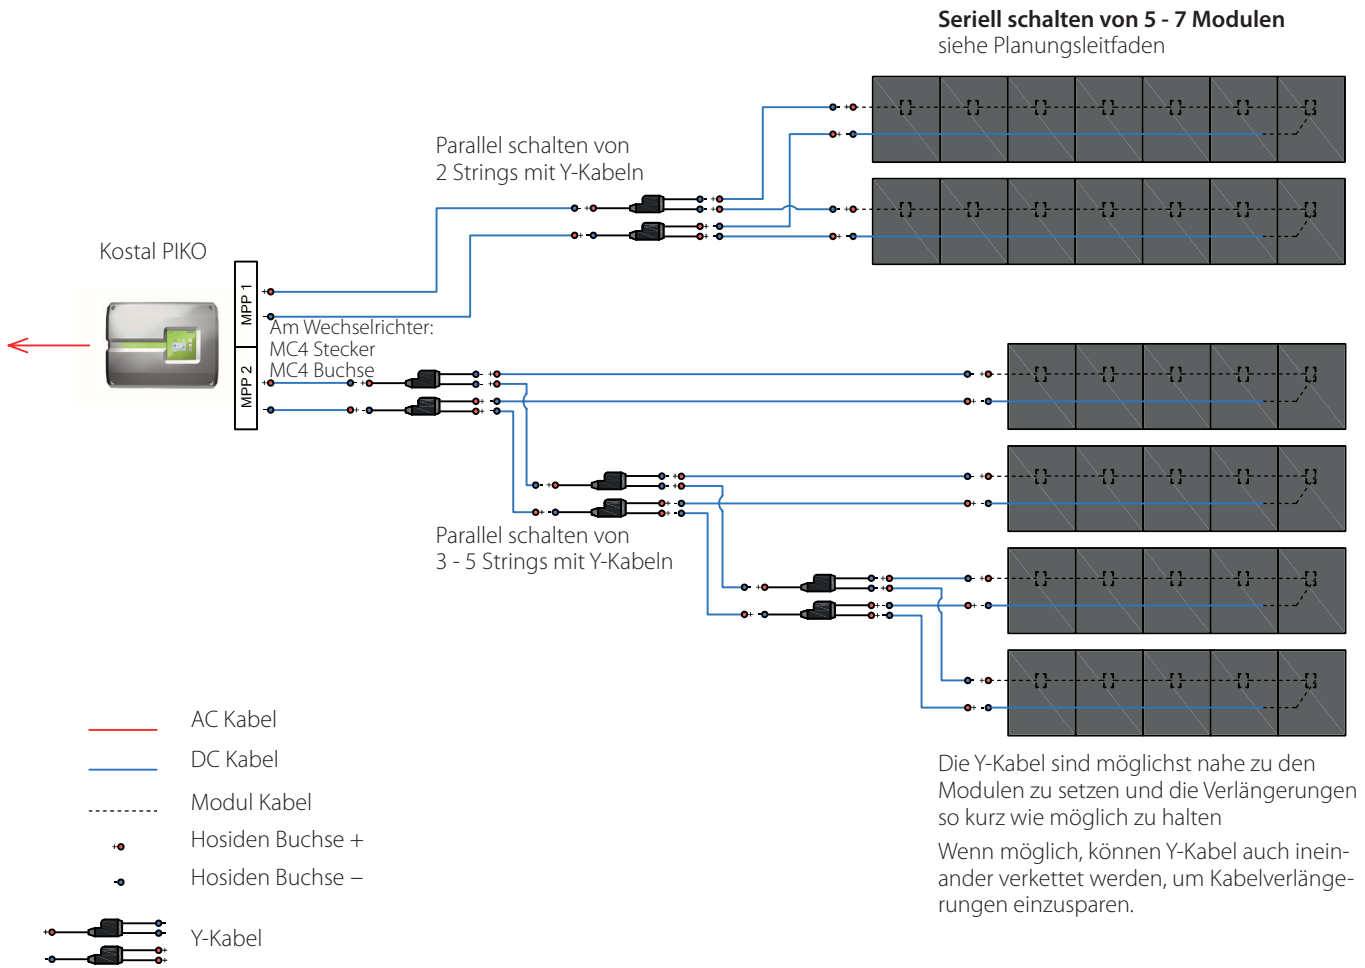 Seriell schalten von 5 - 7 Modulen
siehe Planungsleitfaden
Parallel schalten von
2 Strings mit Y-Kabeln
Kostal PIKO
MPP 1
MPP 2
Am Wechselrichter:
MC4 Stecker
MC4 Buchse
Parallel schalten von
3 - 5 Strings mit Y-Kabeln
AC Kabel
DC Kabel
Modul Kabel
Hosiden Buchse +
Hosiden Buchse –
Y-Kabel
Die Y-Kabel sind möglichst nahe zu den
Modulen zu setzen und die Verlängerungen
so kurz wie möglich zu halten
Wenn möglich, können Y-Kabel auch inein-
ander verkettet werden, um Kabelverlänge-
rungen einzusparen.